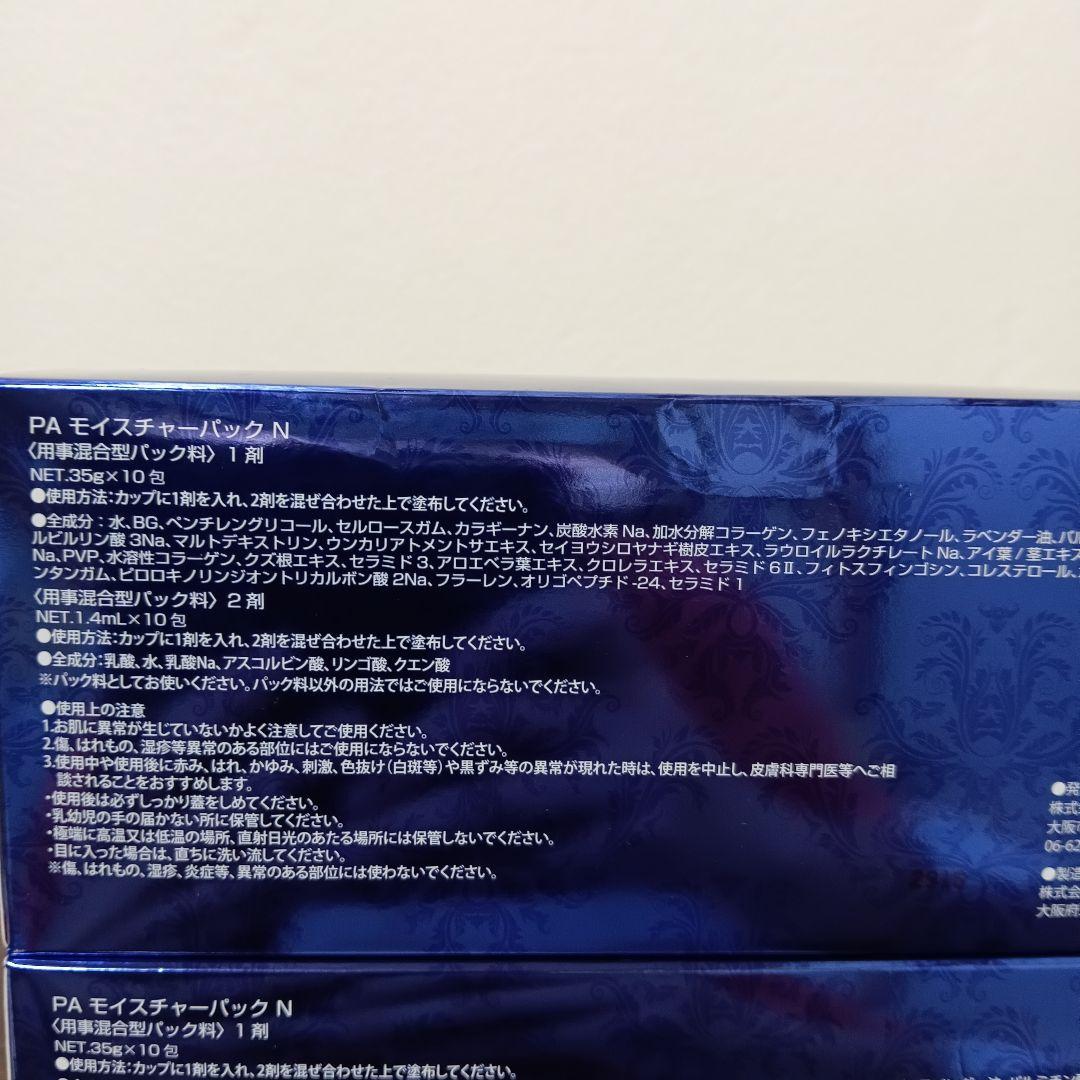 PA モイスチャーパック N
〈用事混合型パック料〉1剤
NET.35g×10包
●使用方法:カップに1剤を入れ、2剤を混ぜ合わせた上で塗布してください。
●全成分:水、BG、ペンチレングリコール、セルロースガム、カラギーナン、炭酸水素Na、加水分解コラーゲン、フェノキシエタノール、ラベンダー油、パル
ルビルリン酸3Na、マルトデキストリン、ウンカリアトメントサエキス、セイヨウシロヤナギ樹皮エキス、ラウロイルラクチレートNa、アイ葉/茎エキス
Na、PVP、水溶性コラーゲン、クズ根エキス、セラミド3、アロエベラ葉エキス、クロレラエキス、セラミド6Ⅱ、フィトスフィンゴシン、コレステロール、
ンタンガム、ピロロキノリンジオントリカルボン酸2Na、フラーレン、オリゴペプチド-24、セラミド1
〈用事混合型パック料〉2剤
NET.1.4mL×10包
●使用方法:カップに1剤を入れ、2剤を混ぜ合わせた上で塗布してください。
●全成分:乳酸、水、乳酸Na、アスコルビン酸、リンゴ酸、クエン酸
※パック料としてお使いください。パック料以外の用法ではご使用にならないでください。
●使用上の注意
1.お肌に異常が生じていないかよく注意してご使用ください。
2.傷、はれもの、湿疹等異常のある部位にはご使用にならないでください。
3.使用中や使用後に赤み、はれ、かゆみ、刺激、色抜け(白斑等)や黒ずみ等の異常が現れた時は、使用を中止し、皮膚科専門医等へご相
談されることをおすすめします。
・使用後は必ずしっかり蓋をしめてください。
・乳幼児の手の届かない所に保管してください。
・極端に高温又は低温の場所、直射日光のあたる場所には保管しないでください。
・目に入った場合は、直ちに洗い流してください。
※傷、はれもの、湿疹、炎症等、異常のある部位には使わないでください。
●発
株式
大阪
06-62
●製造
株式会
大阪府
PA モイスチャーパック N
〈用事混合型パック料〉1剤
NET.35g×10包
●使用方法:カップに1剤を入れ、2剤を混ぜ合わせた上で塗布してください。